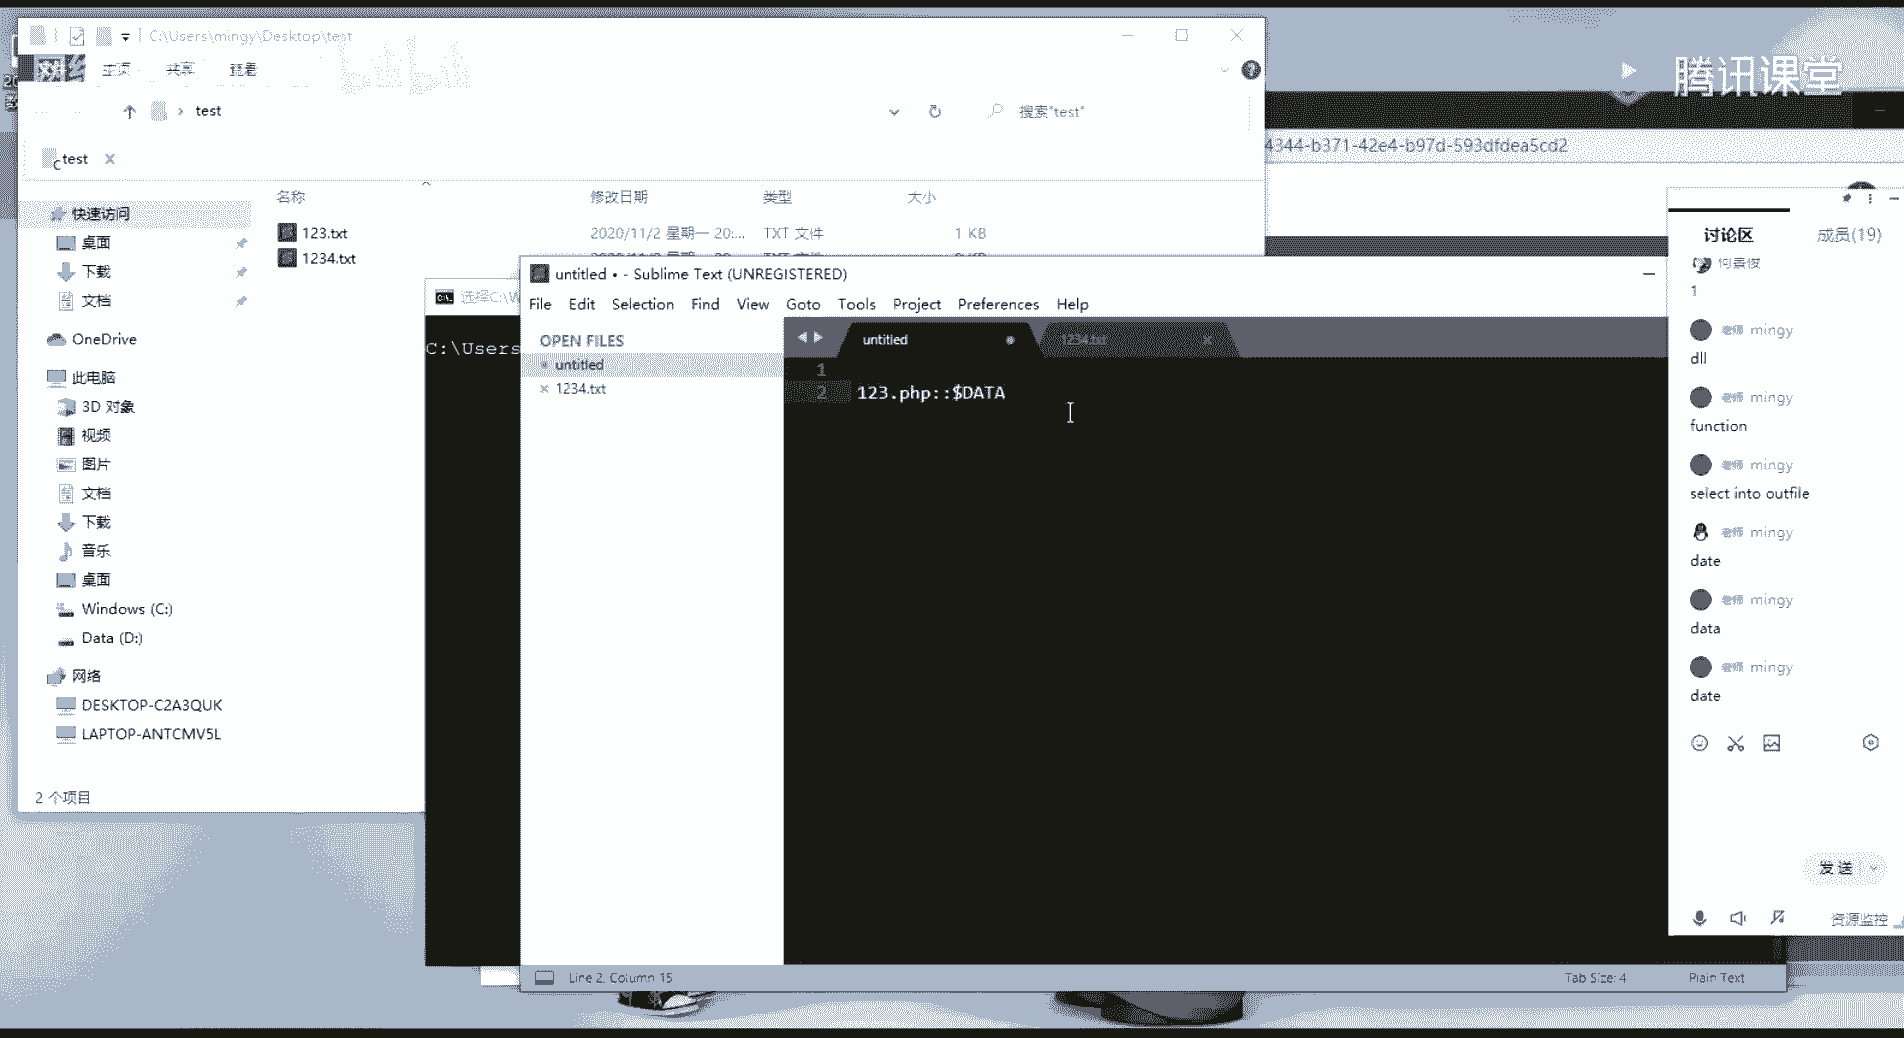 C:\Users\mingy\Desktop\test
主页
共享
查看
test
搜索"test"
test
名称
修改日期
类型
大小
123.txt
2020/11/2 星期一 20:...
TXT 文件
1 KB
1234.txt
快速访问
桌面
下载
文档
OneDrive
此电脑
3D 对象
视频
图片
文档
下载
音乐
桌面
Windows (C:)
Data (D:)
网络
DESKTOP-C2A3QUK
LAPTOP-ANTCMV5L
2 个项目
选择C:\W
C:\Users
untitled • - Sublime Text (UNREGISTERED)
File Edit Selection Find View Goto Tools Project Preferences Help
OPEN FILES
untitled
1234.txt
untitled
1234.txt
1
2 123.php::$DATA
Line 2, Column 15
Tab Size: 4
Plain Text
腾讯课堂
4344-b371-42e4-b97d-593dfdea5cd2
讨论区
成员(19)
1
老师 mingy
dll
老师 mingy
function
老师 mingy
select into outfile
老师 mingy
date
老师 mingy
data
老师 mingy
date
发送
资源监控